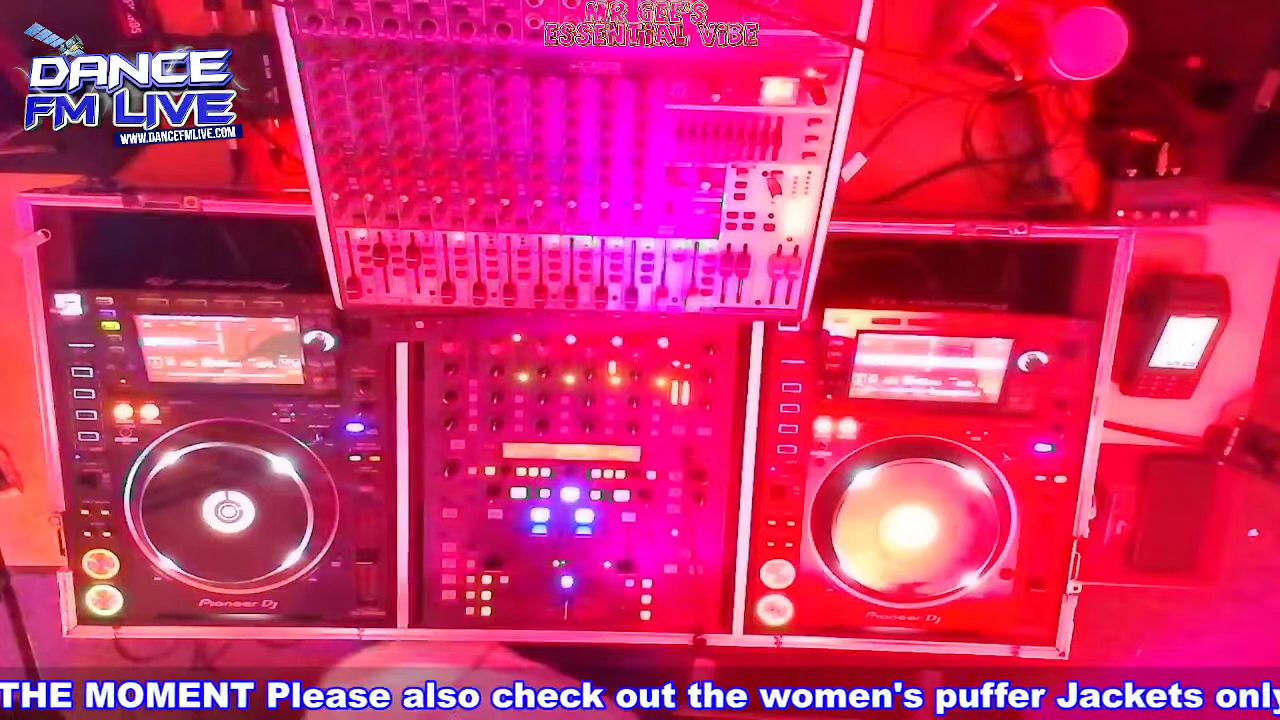 MR GEE'S
ESSENTIAL VIBE
DANCE
FM LIVE
WWW.DANCEFMLIVE.COM
Pioneer Dj
Pioneer Dj
THE MOMENT Please also check out the women's puffer Jackets only